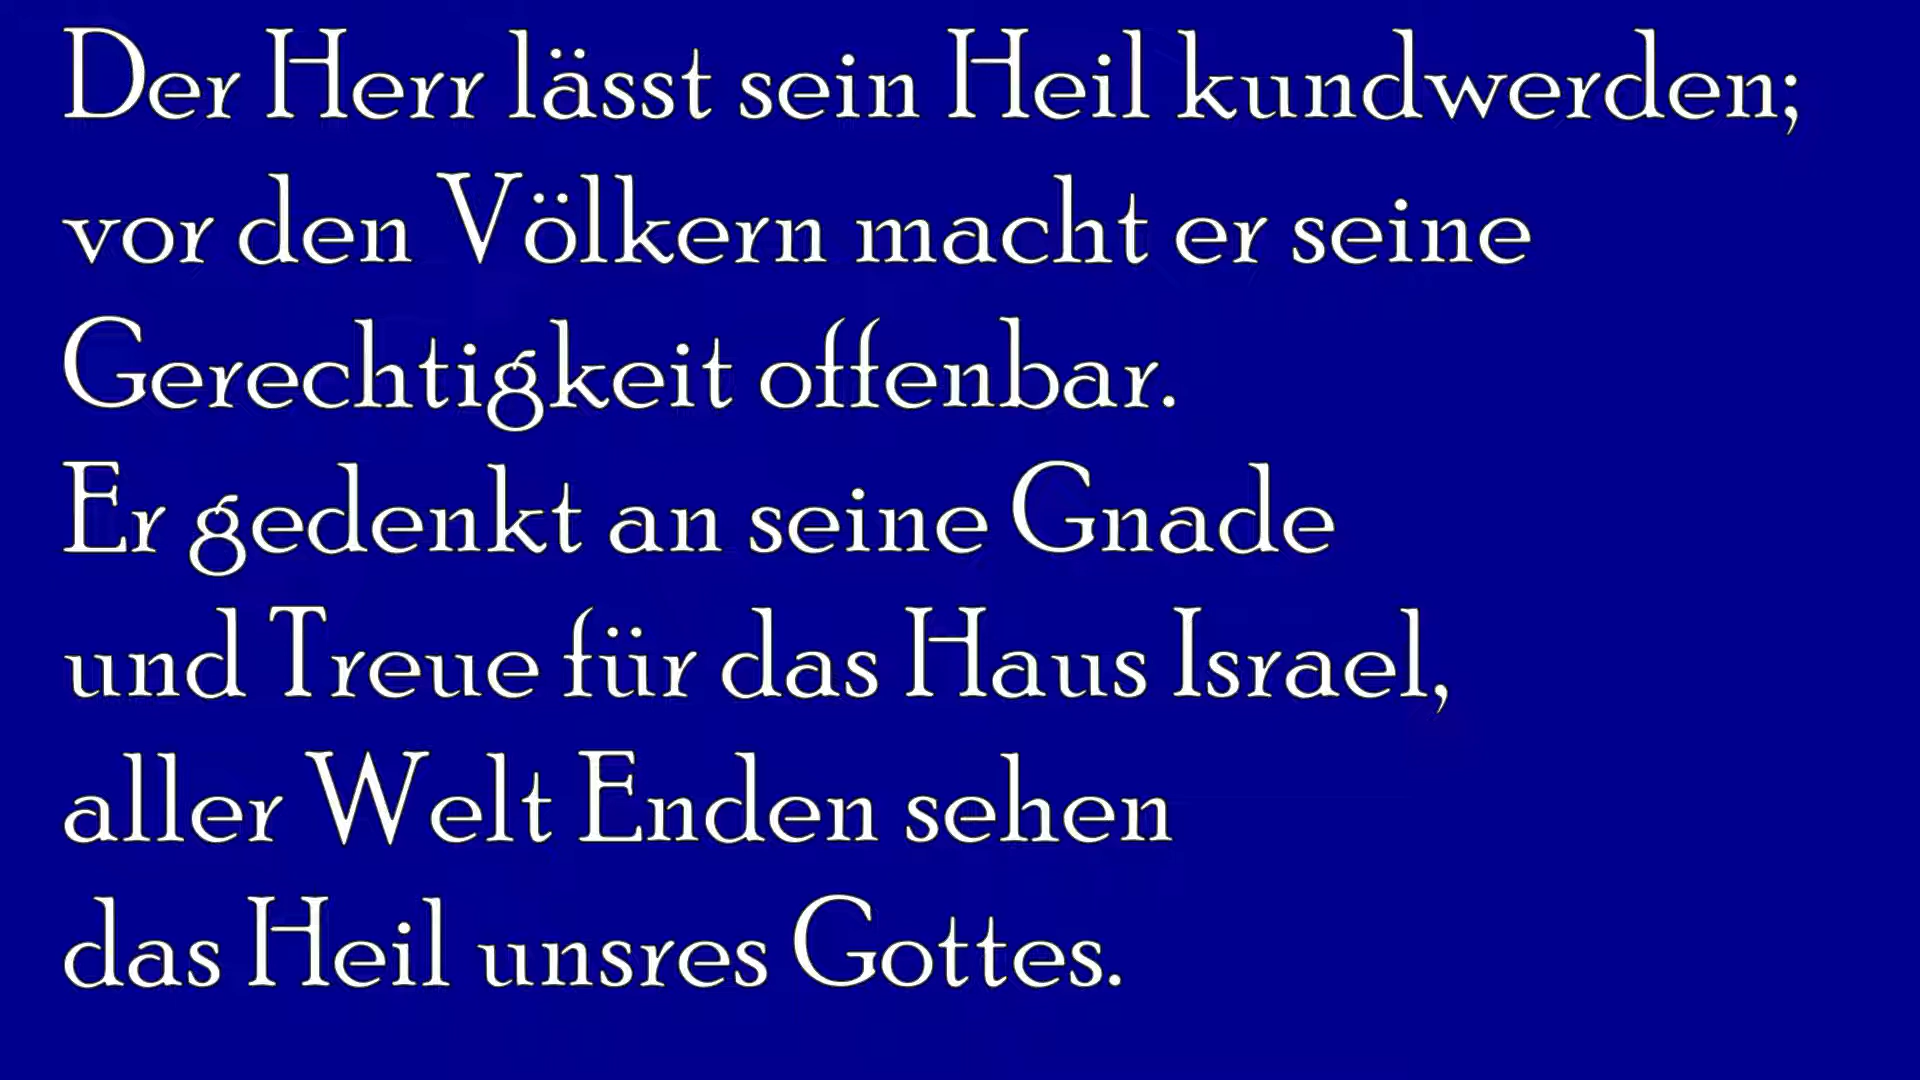 Der Herr lässt sein Heil kundwerden;
vor den Völkern macht er seine
Gerechtigkeit offenbar.
Er gedenkt an seine Gnade
und Treue für das Haus Israel,
aller Welt Enden sehen
das Heil unsres Gottes.